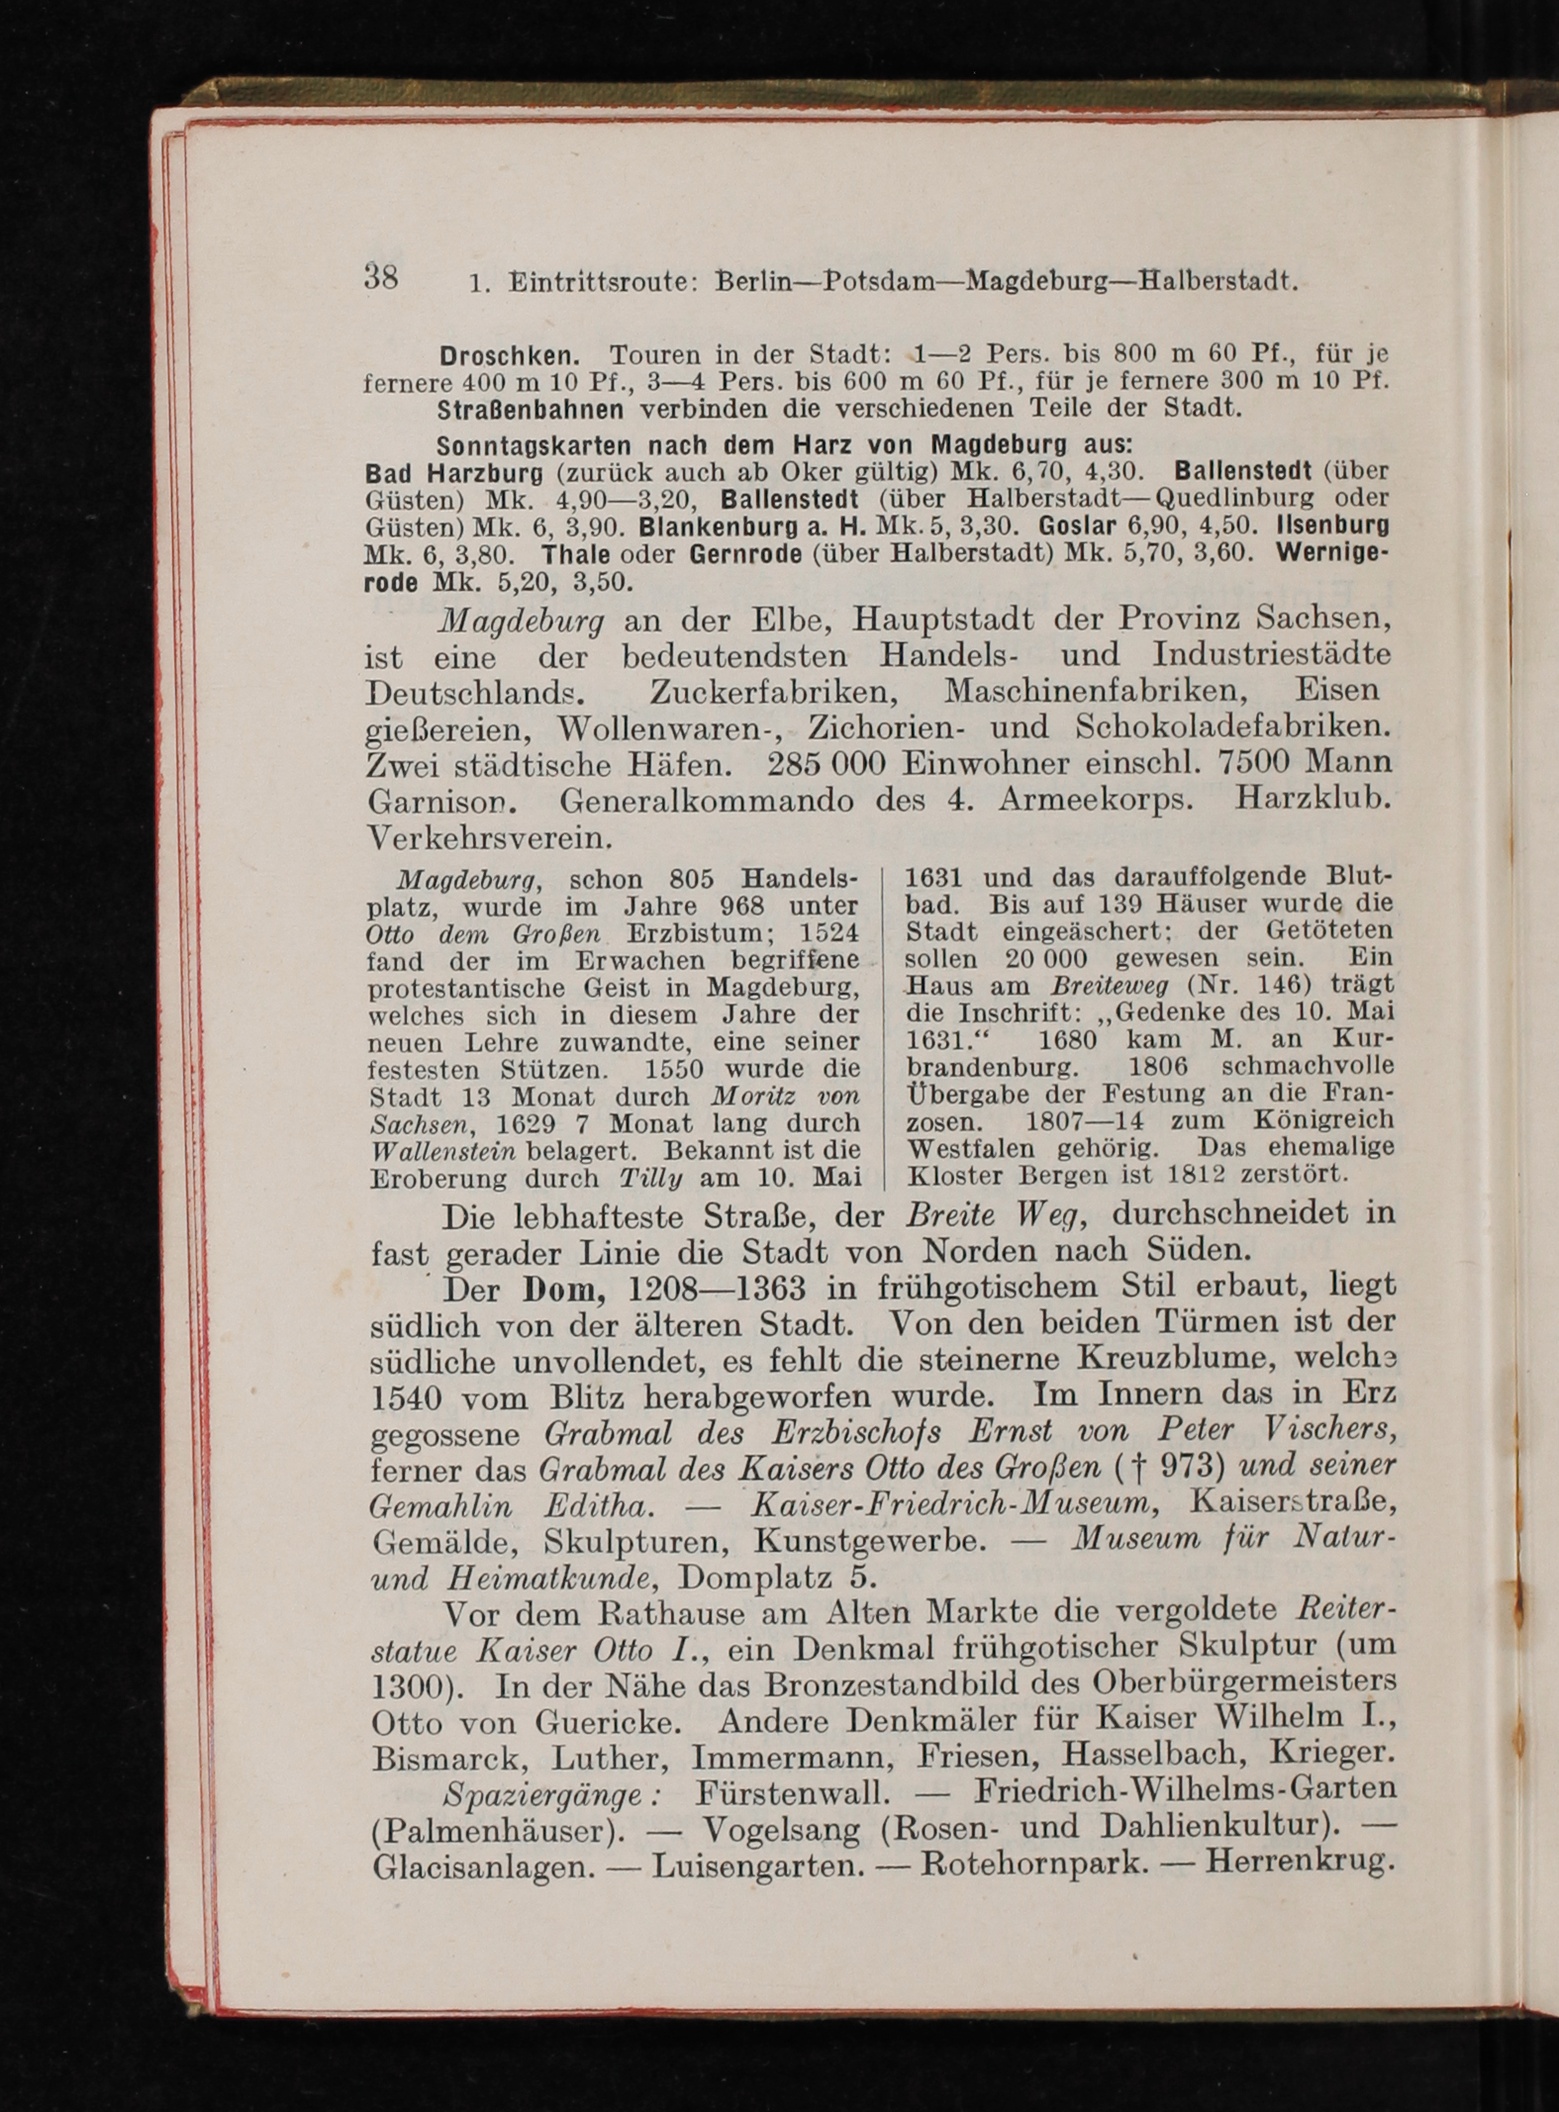 38 1. Eintrittsroute: Berlin—Potsdam—Magdeburg—Halberstadt.
Droschken. Touren in der Stadt: 1—2 Pers. bis 800 m 60 Pf., für je
fernere 400 m 10 Pf., 3—4 Pers. bis 600 m 60 Pf., für je fernere 300 m 10 Pf.
Straßenbahnen verbinden die verschiedenen Teile der Stadt.
Sonntagskarten nach dem Harz von Magdeburg aus:
Bad Harzburg (zurück auch ab Oker gültig) Mk. 6,70, 4,30. Ballenstedt (über
Güsten) Mk. 4,90—3,20, Ballenstedt (über Halberstadt—Quedlinburg oder
Güsten) Mk. 6, 3,90. Blankenburg a. H. Mk. 5, 3,30. Goslar 6,90, 4,50. Ilsenburg
Mk. 6, 3,80. Thale oder Gernrode (über Halberstadt) Mk. 5,70, 3,60. Wernige-
rode Mk. 5,20, 3,50.
Magdeburg an der Elbe, Hauptstadt der Provinz Sachsen,
ist eine der bedeutendsten Handels- und Industriestädte
Deutschlands. Zuckerfabriken, Maschinenfabriken, Eisen
gießereien, Wollenwaren-, Zichorien- und Schokoladefabriken.
Zwei städtische Häfen. 285 000 Einwohner einschl. 7500 Mann
Garnison. Generalkommando des 4. Armeekorps. Harzklub.
Verkehrsverein.
Magdeburg, schon 805 Handels-
platz, wurde im Jahre 968 unter
Otto dem Großen Erzbistum; 1524
fand der im Erwachen begriffene
protestantische Geist in Magdeburg,
welches sich in diesem Jahre der
neuen Lehre zuwandte, eine seiner
festesten Stützen. 1550 wurde die
Stadt 13 Monat durch Moritz von
Sachsen, 1629 7 Monat lang durch
Wallenstein belagert. Bekannt ist die
Eroberung durch Tilly am 10. Mai
1631 und das darauffolgende Blut-
bad. Bis auf 139 Häuser wurde die
Stadt eingeäschert; der Getöteten
sollen 20 000 gewesen sein. Ein
Haus am Breiteweg (Nr. 146) trägt
die Inschrift: „Gedenke des 10. Mai
1631.“ 1680 kam M. an Kur-
brandenburg. 1806 schmachvolle
Übergabe der Festung an die Fran-
zosen. 1807—14 zum Königreich
Westfalen gehörig. Das ehemalige
Kloster Bergen ist 1812 zerstört.
Die lebhafteste Straße, der Breite Weg, durchschneidet in
fast gerader Linie die Stadt von Norden nach Süden.
Der Dom, 1208—1363 in frühgotischem Stil erbaut, liegt
südlich von der älteren Stadt. Von den beiden Türmen ist der
südliche unvollendet, es fehlt die steinerne Kreuzblume, welche
1540 vom Blitz herabgeworfen wurde. Im Innern das in Erz
gegossene Grabmal des Erzbischofs Ernst von Peter Vischers,
ferner das Grabmal des Kaisers Otto des Großen († 973) und seiner
Gemahlin Editha. — Kaiser-Friedrich-Museum, Kaiserstraße,
Gemälde, Skulpturen, Kunstgewerbe. — Museum für Natur-
und Heimatkunde, Domplatz 5.
Vor dem Rathause am Alten Markte die vergoldete Reiter-
statue Kaiser Otto I., ein Denkmal frühgotischer Skulptur (um
1300). In der Nähe das Bronzestandbild des Oberbürgermeisters
Otto von Guericke. Andere Denkmäler für Kaiser Wilhelm I.,
Bismarck, Luther, Immermann, Friesen, Hasselbach, Krieger.
Spaziergänge: Fürstenwall. — Friedrich-Wilhelms-Garten
(Palmenhäuser). — Vogelsang (Rosen- und Dahlienkultur). —
Glacisanlagen. — Luisengarten. — Rotehornpark. — Herrenkrug.